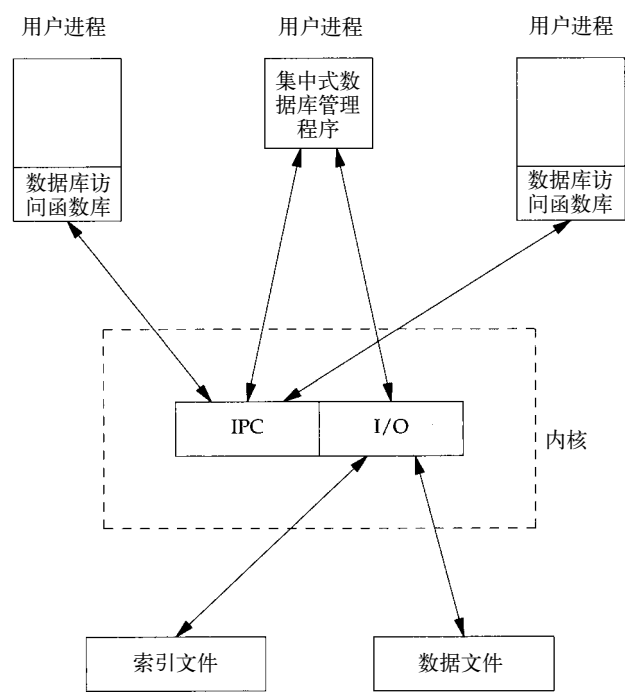 用户进程
用户进程
用户进程
集中式数
据库管理
程序
数据库访
问函数库
数据库访
问函数库
IPC
I/O
内核
索引文件
数据文件